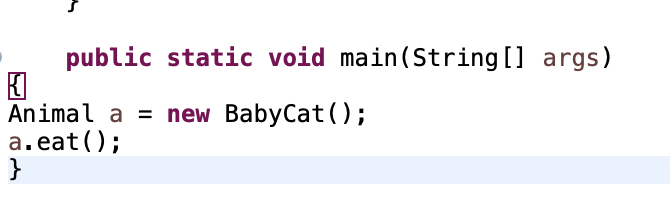 }
public static void main(String[] args)
{
Animal a = new BabyCat();
a.eat();
}